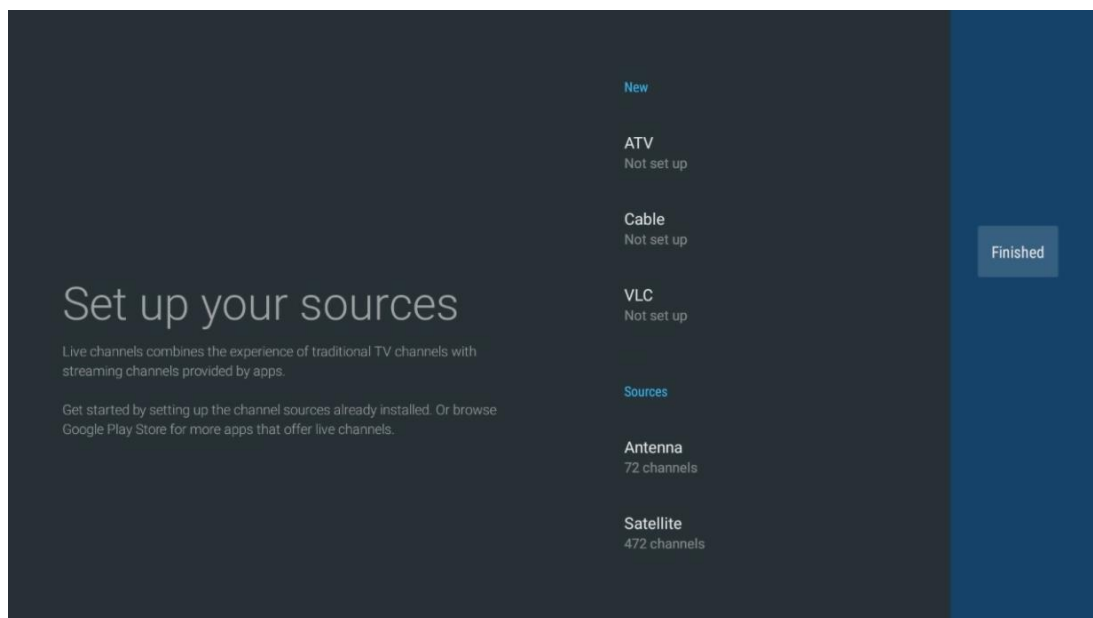 Set up your sources
Live channels combines the experience of traditional TV channels with
streaming channels provided by apps.
Get started by setting up the channel sources already installed. Or browse
Google Play Store for more apps that offer live channels.
New
ATV
Not set up
Cable
Not set up
VLC
Not set up
Sources
Antenna
72 channels
Satellite
472 channels
Finished